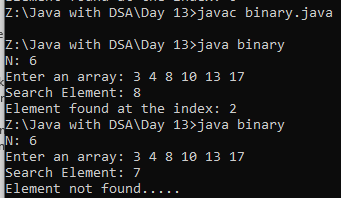 Z:\Java with DSA\Day 13>javac binary.java
Z:\Java with DSA\Day 13>java binary
N: 6
Enter an array: 3 4 8 10 13 17
Search Element: 8
Element found at the index: 2
Z:\Java with DSA\Day 13>java binary
N: 6
Enter an array: 3 4 8 10 13 17
Search Element: 7
Element not found.....